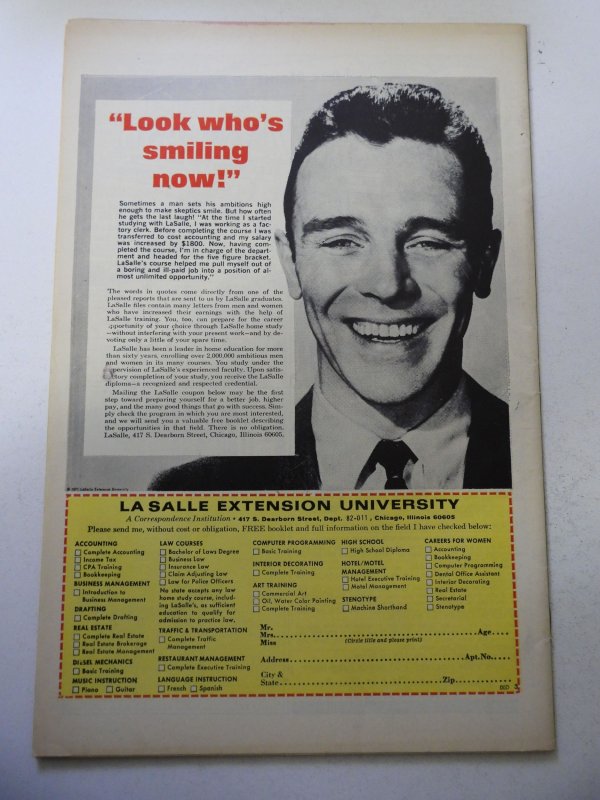 “Look who's
smiling
now!”
Sometimes a man sets his ambitions high
enough to make skeptics smile. But how often
he gets the last laugh! “At the time I started
studying with LaSalle, I was working as a fac-
tory clerk. Before completing the course I was
transferred to cost accounting and my salary
was increased by $1800. Now, having com-
pleted the course, I'm in charge of the depart-
ment and headed for the five figure bracket.
LaSalle's course helped me pull myself out of
a boring and ill-paid job into a position of al-
most unlimited opportunity.”
The words in quotes come directly from one of the
pleased reports that are sent to us by LaSalle graduates.
LaSalle files contain many letters from men and women
who have increased their earnings with the help of
LaSalle training. You, too, can prepare for the career
opportunity of your choice through LaSalle home study
—without interfering with your present work—and by de-
voting only a little of your spare time.
LaSalle has been a leader in home education for more
than sixty years, enrolling over 2,000,000 ambitious men
and women in its many courses. You study under the
supervision of LaSalle's experienced faculty. Upon satis-
factory completion of your study, you receive the LaSalle
diploma—a recognized and respected credential.
Mailing the LaSalle coupon below may be the first
step toward preparing yourself for a better job, higher
pay, and the many good things that go with success. Sim-
ply check the program in which you are most interested,
and we will send you a valuable free booklet describing
the opportunities in that field. There is no obligation.
LaSalle, 417 S. Dearborn Street, Chicago, Illinois 60605.
© 1971 LaSalle Extension University
LA SALLE EXTENSION UNIVERSITY
A Correspondence Institution • 417 S. Dearborn Street, Dept. 82-011, Chicago, Illinois 60605
Please send me, without cost or obligation, FREE booklet and full information on the field I have checked below:
ACCOUNTING
Complete Accounting
Income Tax
CPA Training
Bookkeeping
BUSINESS MANAGEMENT
Introduction to
Business Management
DRAFTING
Complete Drafting
REAL ESTATE
Complete Real Estate
Real Estate Brokerage
Real Estate Management
DIESEL MECHANICS
Basic Training
MUSIC INSTRUCTION
Piano Guitar
LAW COURSES
Bachelor of Laws Degree
Business Law
Insurance Law
Claim Adjusting Law
Law for Police Officers
No state accepts any law
home study course, includ-
ing LaSalle's, as sufficient
education to qualify for
admission to practice law.
TRAFFIC & TRANSPORTATION
Complete Traffic
Management
RESTAURANT MANAGEMENT
Complete Executive Training
LANGUAGE INSTRUCTION
French Spanish
COMPUTER PROGRAMMING
Basic Training
INTERIOR DECORATING
Complete Training
ART TRAINING
Commercial Art
Oil, Water Color Painting
Complete Training
HIGH SCHOOL
High School Diploma
HOTEL/MOTEL
MANAGEMENT
Hotel Executive Training
Motel Management
STENOTYPE
Machine Shorthand
CAREERS FOR WOMEN
Accounting
Bookkeeping
Computer Programming
Dental Office Assistant
Interior Decorating
Real Estate
Secretarial
Stenotype
Mr.
Mrs. Age
Miss (Circle title and please print)
Address Apt. No.
City &
State Zip